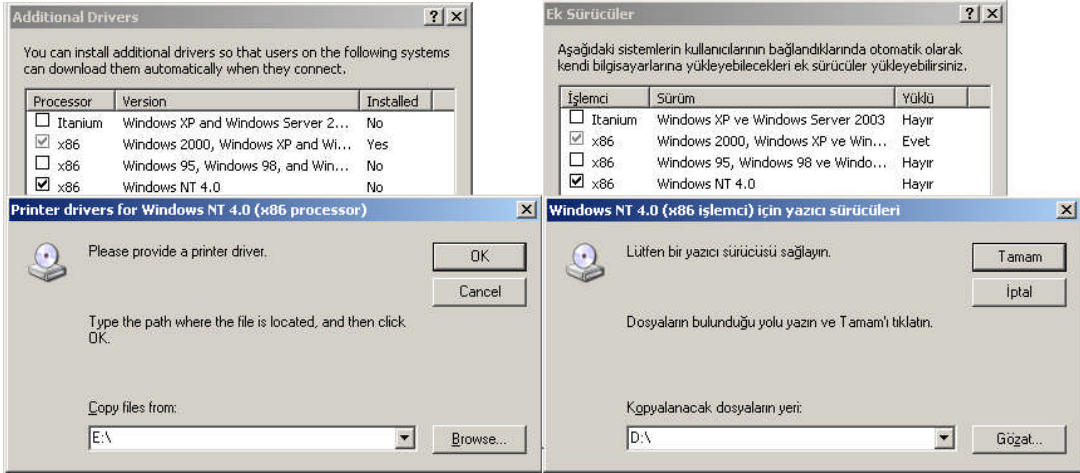 Additional Drivers
You can install additional drivers so that users on the following systems
can download them automatically when they connect.
Processor Version Installed
Itanium Windows XP and Windows Server 2... No
x86 Windows 2000, Windows XP and Wi... Yes
x86 Windows 95, Windows 98, and Win... No
x86 Windows NT 4.0 No
Printer drivers for Windows NT 4.0 (x86 processor)
Please provide a printer driver.
OK
Cancel
Type the path where the file is located, and then click
OK.
Copy files from:
E:\
Browse...
Ek Sürücüler
Aşağıdaki sistemlerin kullanıcılarının bağlandıklarında otomatik olarak
kendi bilgisayarlarına yükleyebilecekleri ek sürücüler yükleyebilirsiniz.
İşlemci Sürüm Yüklü
Itanium Windows XP ve Windows Server 2003 Hayır
x86 Windows 2000, Windows XP ve Win... Evet
x86 Windows 95, Windows 98 ve Windo... Hayır
x86 Windows NT 4.0 Hayır
Windows NT 4.0 (x86 işlemci) için yazıcı sürücüleri
Lütfen bir yazıcı sürücüsü sağlayın.
Tamam
İptal
Dosyaların bulunduğu yolu yazın ve Tamam'ı tıklatın.
Kopyalanacak dosyaların yeri:
D:\
Gözat...